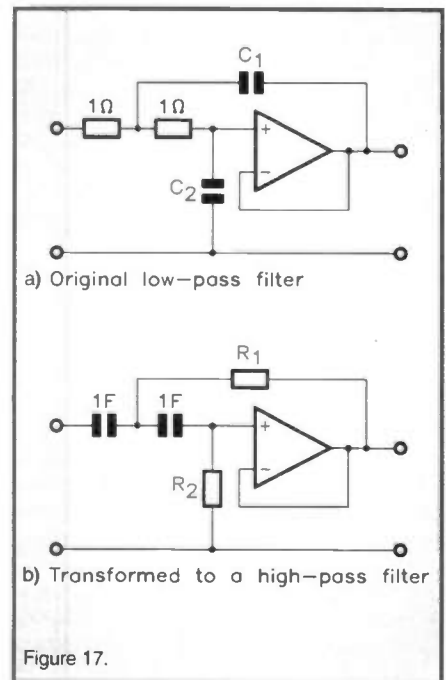 C1
1Ω 1Ω
+
−
C2
a) Original low–pass filter
R1
1F 1F
+
−
R2
b) Transformed to a high–pass filter
Figure 17.